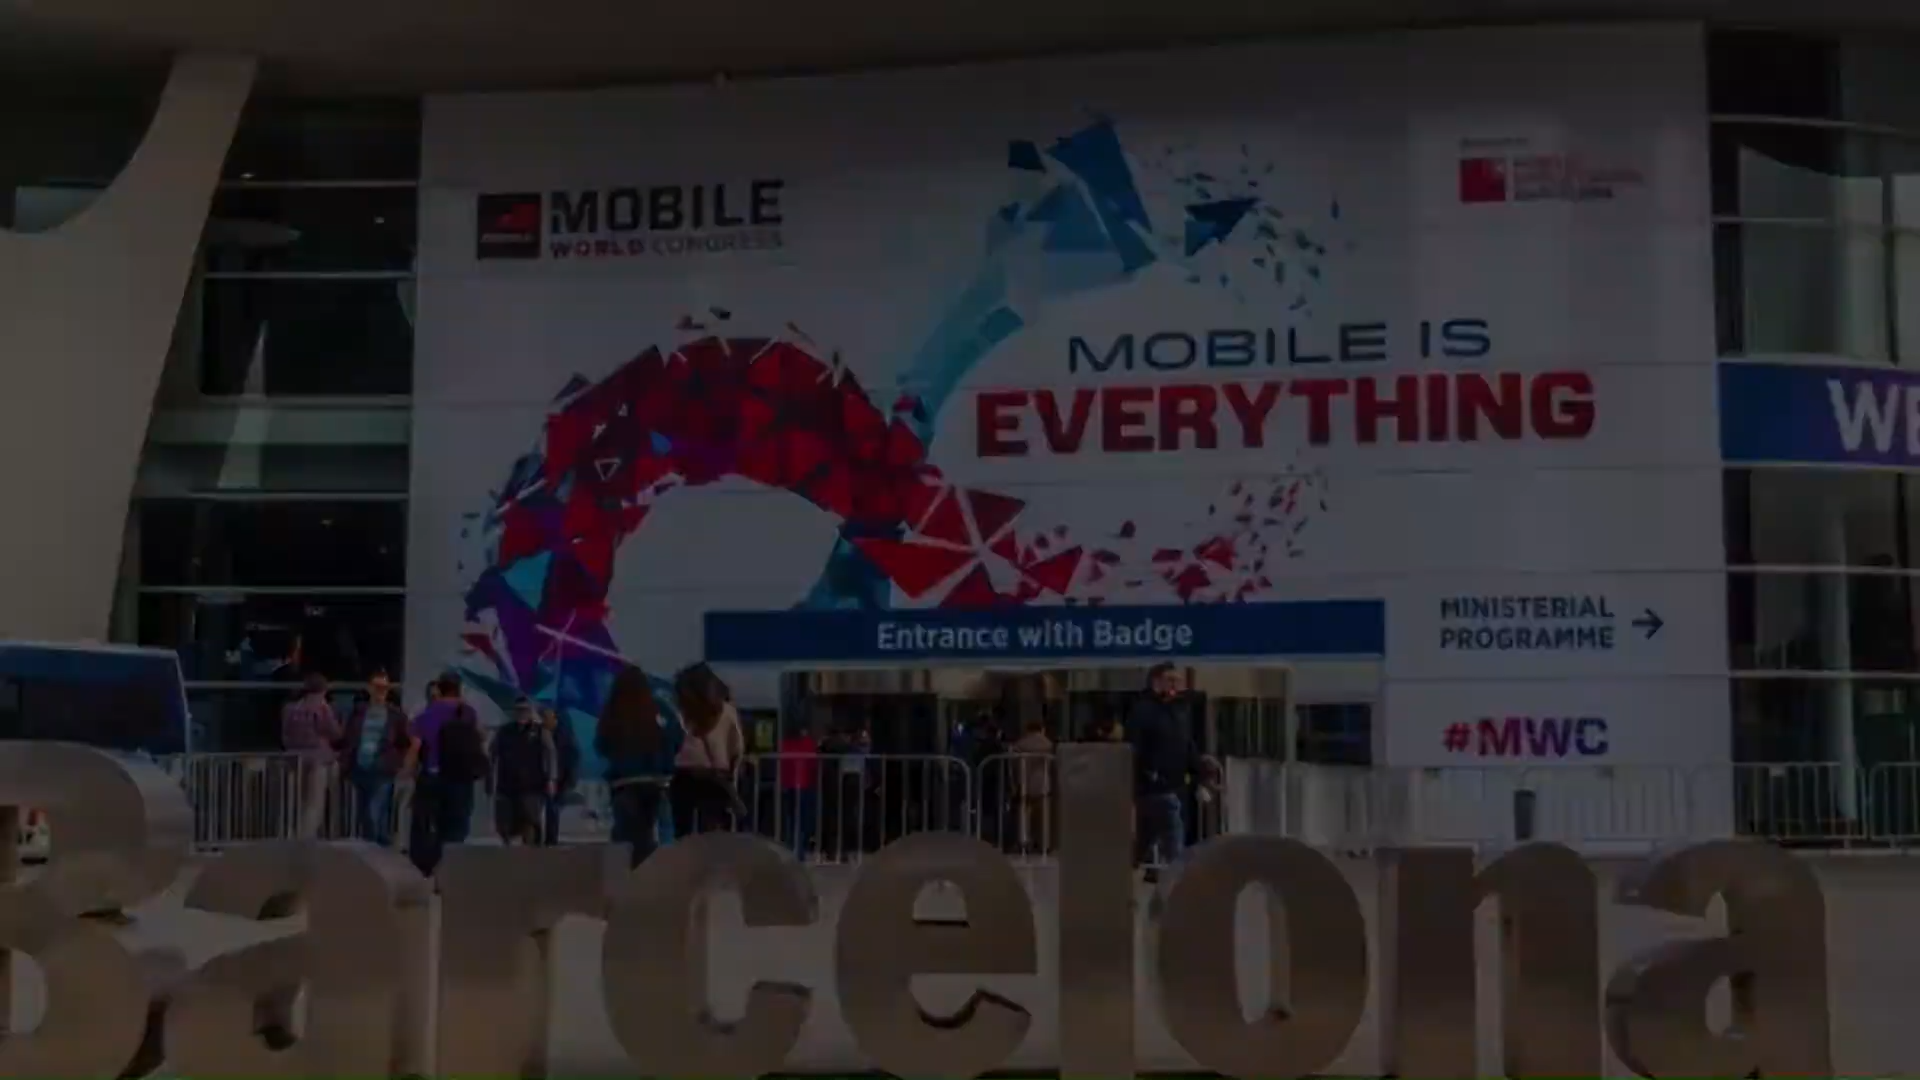 MOBILE
WORLD CONGRESS
MOBILE IS
EVERYTHING
WE
Entrance with Badge
MINISTERIAL
PROGRAMME
#MWC
Barcelona